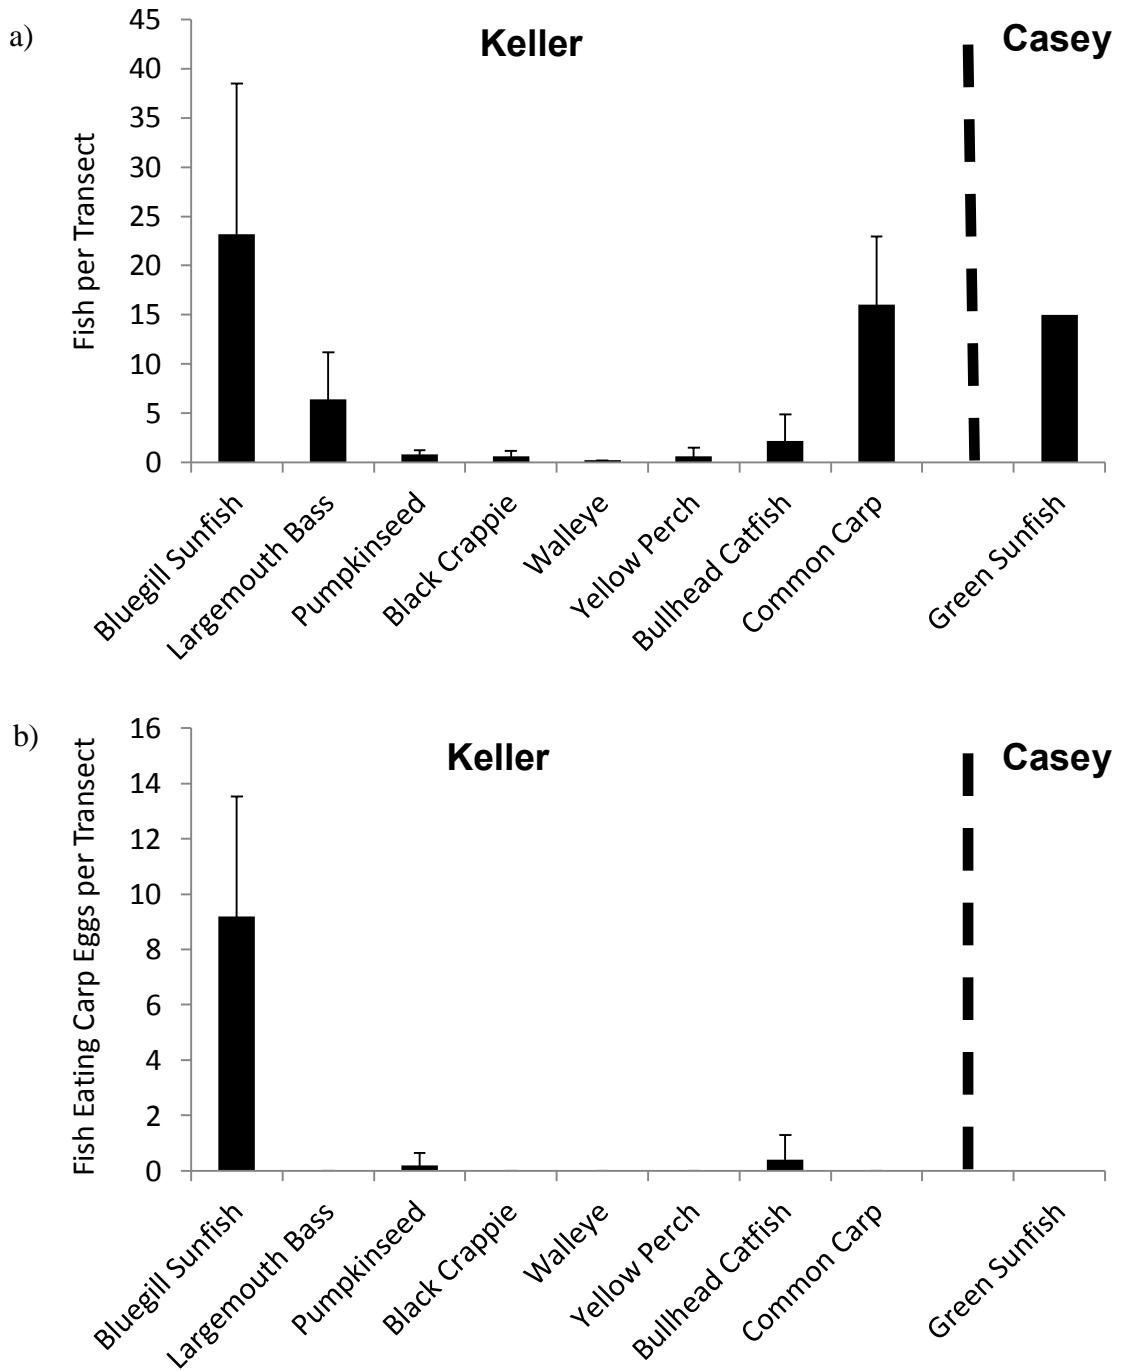 a)
Keller
Casey
Fish per Transect
45
40
35
30
25
20
15
10
5
0
Bluegill Sunfish
Largemouth Bass
Pumpkinseed
Black Crappie
Walleye
Yellow Perch
Bullhead Catfish
Common Carp
Green Sunfish
b)
Keller
Casey
Fish Eating Carp Eggs per Transect
16
14
12
10
8
6
4
2
0
Bluegill Sunfish
Largemouth Bass
Pumpkinseed
Black Crappie
Walleye
Yellow Perch
Bullhead Catfish
Common Carp
Green Sunfish